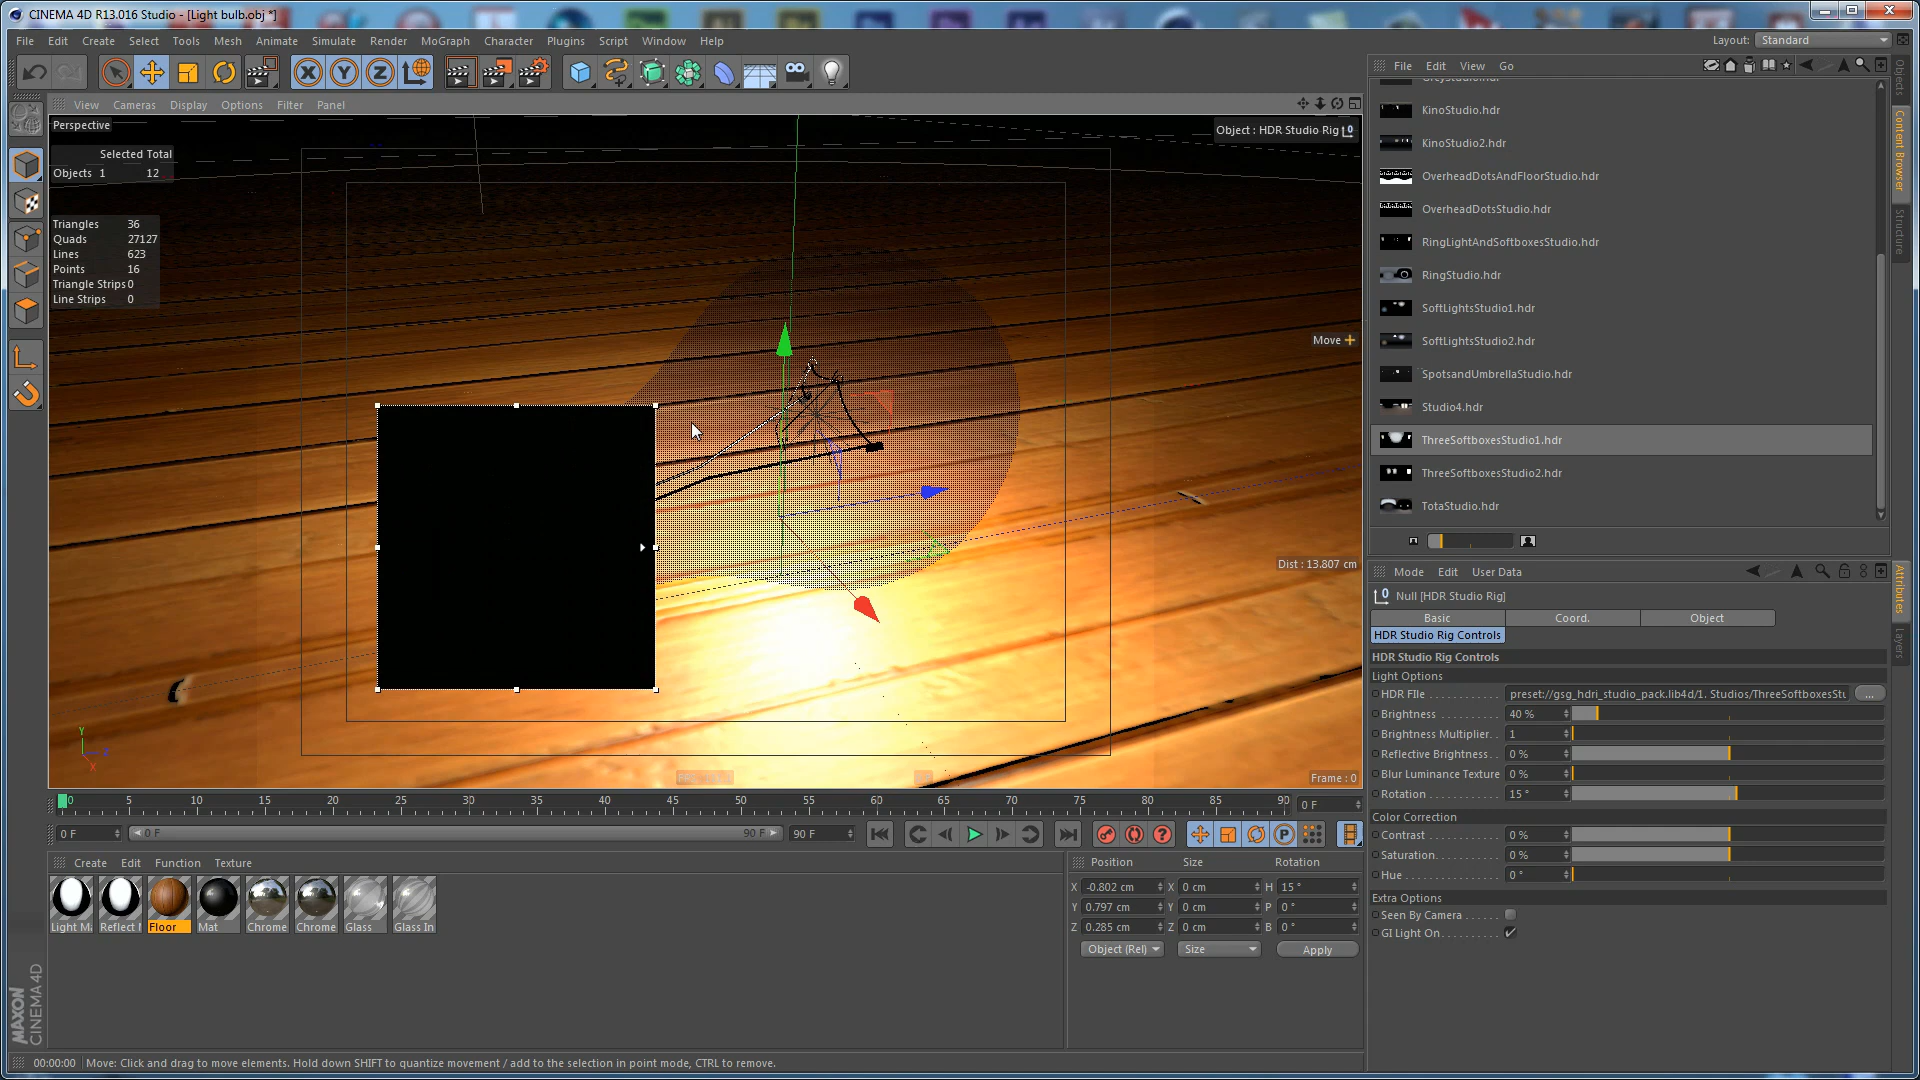 CINEMA 4D R13.016 Studio - [Light bulb.obj *]
File Edit Create Select Tools Mesh Animate Simulate Render MoGraph Character Plugins Script Window Help
Layout: Standard
View Cameras Display Options Filter Panel
File Edit View Go
Perspective
Object : HDR Studio Rig
Selected Total
Objects 1 12
Triangles 36
Quads 27127
Lines 623
Points 16
Triangle Strips 0
Line Strips 0
Move
Dist : 13.807 cm
Frame : 0
Y
X
KinoStudio.hdr
KinoStudio2.hdr
OverheadDotsAndFloorStudio.hdr
OverheadDotsStudio.hdr
RingLightAndSoftboxesStudio.hdr
RingStudio.hdr
SoftLightsStudio1.hdr
SoftLightsStudio2.hdr
SpotsandUmbrellaStudio.hdr
Studio4.hdr
ThreeSoftboxesStudio1.hdr
ThreeSoftboxesStudio2.hdr
TotaStudio.hdr
Objects
Content Browser
Structure
Attributes
Layers
Mode Edit User Data
Null [HDR Studio Rig]
Basic Coord. Object
HDR Studio Rig Controls
HDR Studio Rig Controls
Light Options
HDR FIle . . . . . . . . . . preset://gsg_hdri_studio_pack.lib4d/1. Studios/ThreeSoftboxesStu ...
Brightness . . . . . . . . . 40 %
Brightness Multiplier. . 1
Reflective Brightness. . 0 %
Blur Luminance Texture 0 %
Rotation . . . . . . . . . . 15 °
Color Correction
Contrast . . . . . . . . . . 0 %
Saturation. . . . . . . . . 0 %
Hue . . . . . . . . . . . . . 0 °
Extra Options
Seen By Camera . . . . .
GI Light On. . . . . . . . .
0 5 10 15 20 25 30 35 40 45 50 55 60 65 70 75 80 85 90 0 F
0 F 0 F 90 F 90 F
Create Edit Function Texture
Light Ma Reflect M Floor Mat Chrome Chrome Glass Glass In
Position Size Rotation
X -0.802 cm X 0 cm H 15 °
Y 0.797 cm Y 0 cm P 0 °
Z 0.285 cm Z 0 cm B 0 °
Object (Rel) Size Apply
MAXON
CINEMA 4D
00:00:00 Move: Click and drag to move elements. Hold down SHIFT to quantize movement / add to the selection in point mode, CTRL to remove.